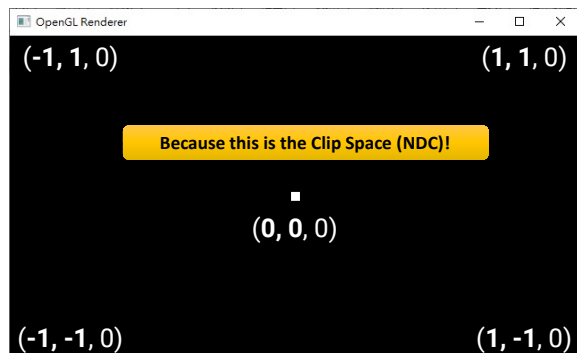 OpenGL Renderer
(-1, 1, 0) (1, 1, 0)
Because this is the Clip Space (NDC)!
(0, 0, 0)
(-1, -1, 0) (1, -1, 0)